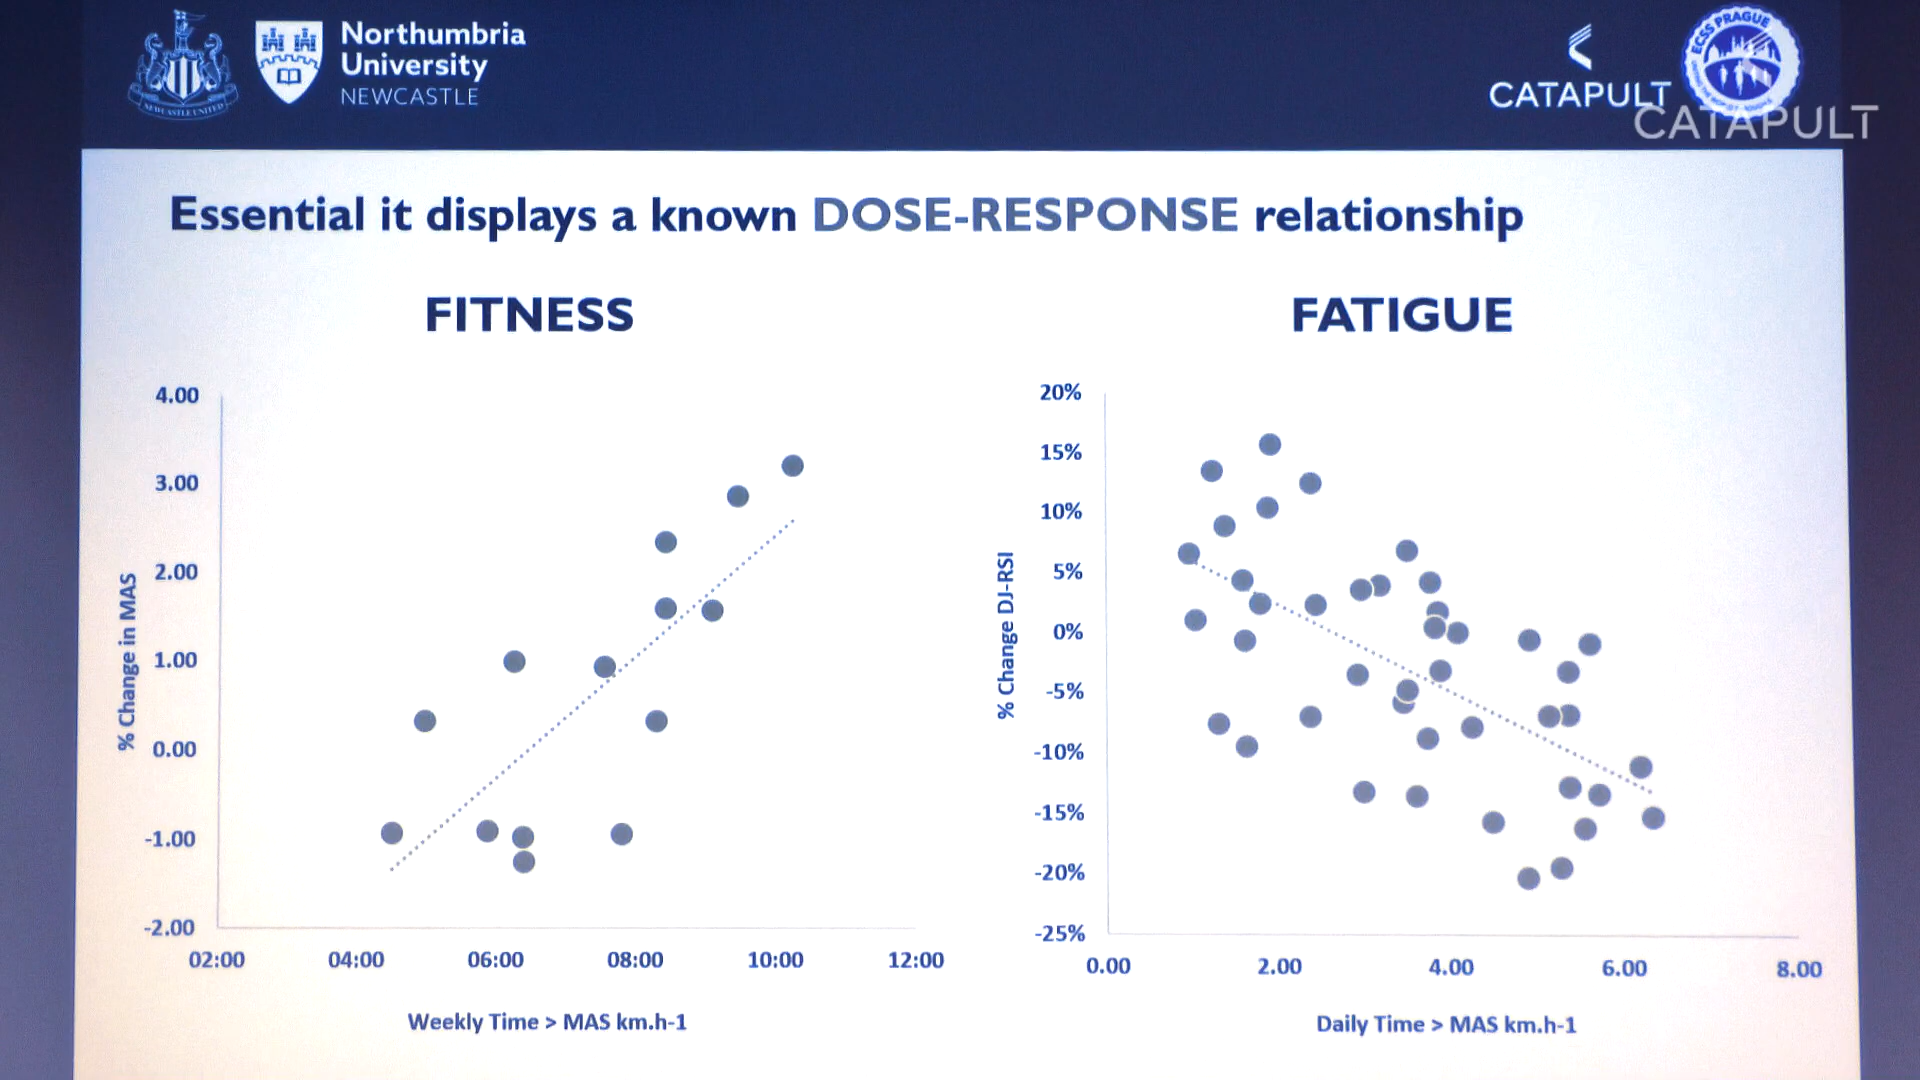 Northumbria
University
NEWCASTLE
NEWCASTLE UNITED
CATAPULT
ECSS PRAGUE
CATAPULT
Essential it displays a known DOSE-RESPONSE relationship
FITNESS
4.00
3.00
2.00
1.00
0.00
-1.00
-2.00
% Change in MAS
02:00 04:00 06:00 08:00 10:00 12:00
Weekly Time > MAS km.h-1
FATIGUE
20%
15%
10%
5%
0%
-5%
-10%
-15%
-20%
-25%
% Change DJ-RSI
0.00 2.00 4.00 6.00 8.00
Daily Time > MAS km.h-1